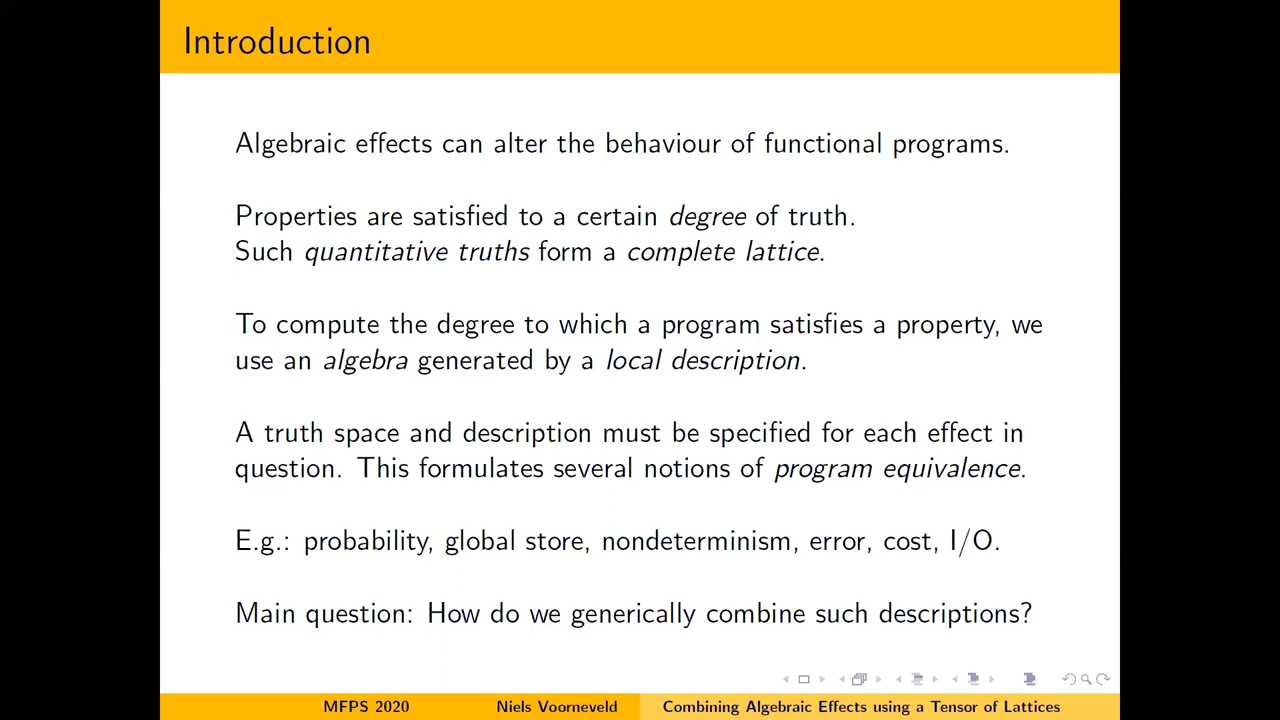 Introduction
Algebraic effects can alter the behaviour of functional programs.
Properties are satisfied to a certain degree of truth.
Such quantitative truths form a complete lattice.
To compute the degree to which a program satisfies a property, we
use an algebra generated by a local description.
A truth space and description must be specified for each effect in
question. This formulates several notions of program equivalence.
E.g.: probability, global store, nondeterminism, error, cost, I/O.
Main question: How do we generically combine such descriptions?
MFPS 2020 Niels Voorneveld Combining Algebraic Effects using a Tensor of Lattices